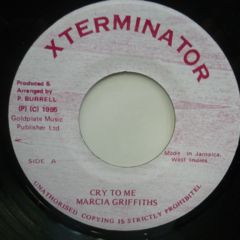 XTERMINATOR
Produced &
Arranged by
P. BURRELL
(P) (C) 1995
Goldplate Music
Publisher Ltd
Made in Jamaica,
West Indies.
SIDE A
CRY TO ME
MARCIA GRIFFITHS
UNAUTHORISED COPYING IS STRICTLY PROHIBITEL